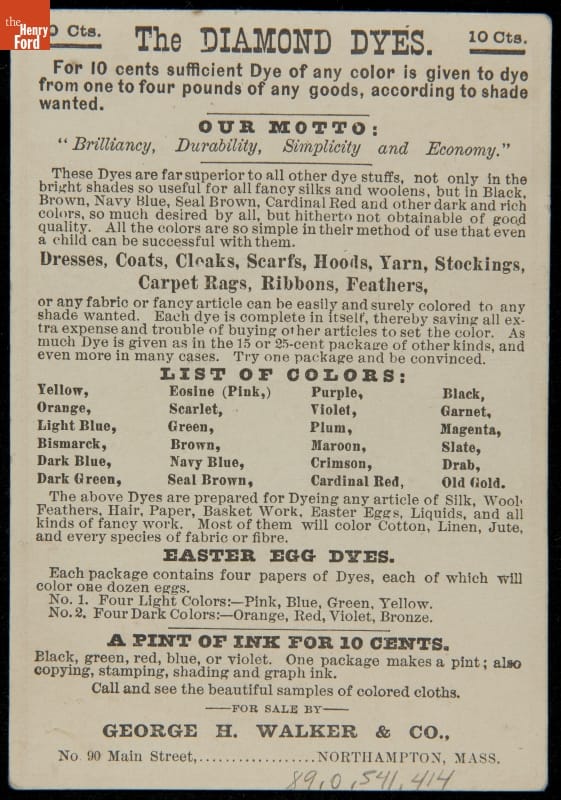 the
Henry
Ford
0 Cts.
The DIAMOND DYES.
10 Cts.
For 10 cents sufficient Dye of any color is given to dye
from one to four pounds of any goods, according to shade
wanted.
OUR MOTTO:
"Brilliancy, Durability, Simplicity and Economy."
These Dyes are far superior to all other dye stuffs, not only in the
bright shades so useful for all fancy silks and woolens, but in Black,
Brown, Navy Blue, Seal Brown, Cardinal Red and other dark and rich
colors, so much desired by all, but hitherto not obtainable of good
quality. All the colors are so simple in their method of use that even
a child can be successful with them.
Dresses, Coats, Cloaks, Scarfs, Hoods, Yarn, Stockings,
Carpet Rags, Ribbons, Feathers,
or any fabric or fancy article can be easily and surely colored to any
shade wanted. Each dye is complete in itself, thereby saving all ex-
tra expense and trouble of buying other articles to set the color. As
much Dye is given as in the 15 or 25-cent package of other kinds, and
even more in many cases. Try one package and be convinced.
LIST OF COLORS:
Yellow, Eosine (Pink,) Purple, Black,
Orange, Scarlet, Violet, Garnet,
Light Blue, Green, Plum, Magenta,
Bismarck, Brown, Maroon, Slate,
Dark Blue, Navy Blue, Crimson, Drab,
Dark Green, Seal Brown, Cardinal Red, Old Gold.
The above Dyes are prepared for Dyeing any article of Silk, Wool,
Feathers, Hair, Paper, Basket Work, Easter Eggs, Liquids, and all
kinds of fancy work. Most of them will color Cotton, Linen, Jute,
and every species of fabric or fibre.
EASTER EGG DYES.
Each package contains four papers of Dyes, each of which will
color one dozen eggs.
No. 1. Four Light Colors:—Pink, Blue, Green, Yellow.
No. 2. Four Dark Colors:—Orange, Red, Violet, Bronze.
A PINT OF INK FOR 10 CENTS.
Black, green, red, blue, or violet. One package makes a pint; also
copying, stamping, shading and graph ink.
Call and see the beautiful samples of colored cloths.
—FOR SALE BY—
GEORGE H. WALKER & CO.,
No. 90 Main Street,..................NORTHAMPTON, MASS.
89.0.541.414